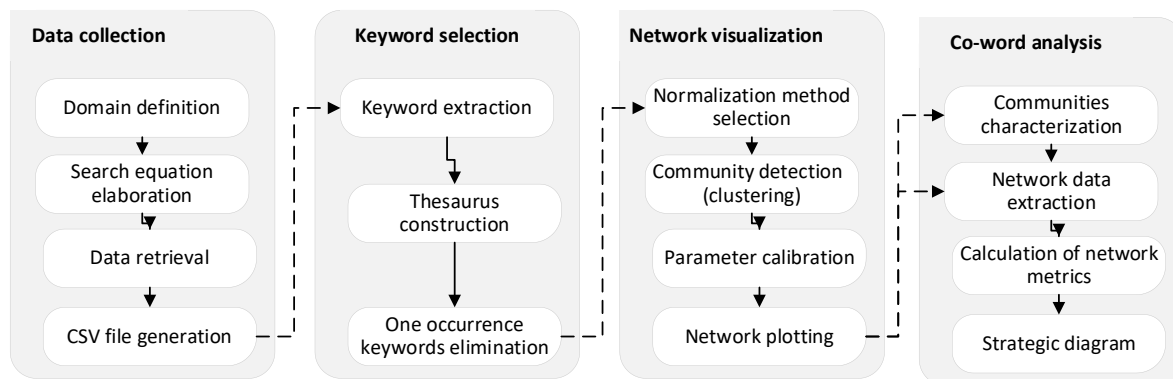 Data collection
Domain definition
Search equation
elaboration
Data retrieval
CSV file generation
Keyword selection
Keyword extraction
Thesaurus
construction
One occurrence
keywords elimination
Network visualization
Normalization method
selection
Community detection
(clustering)
Parameter calibration
Network plotting
Co-word analysis
Communities
characterization
Network data
extraction
Calculation of network
metrics
Strategic diagram